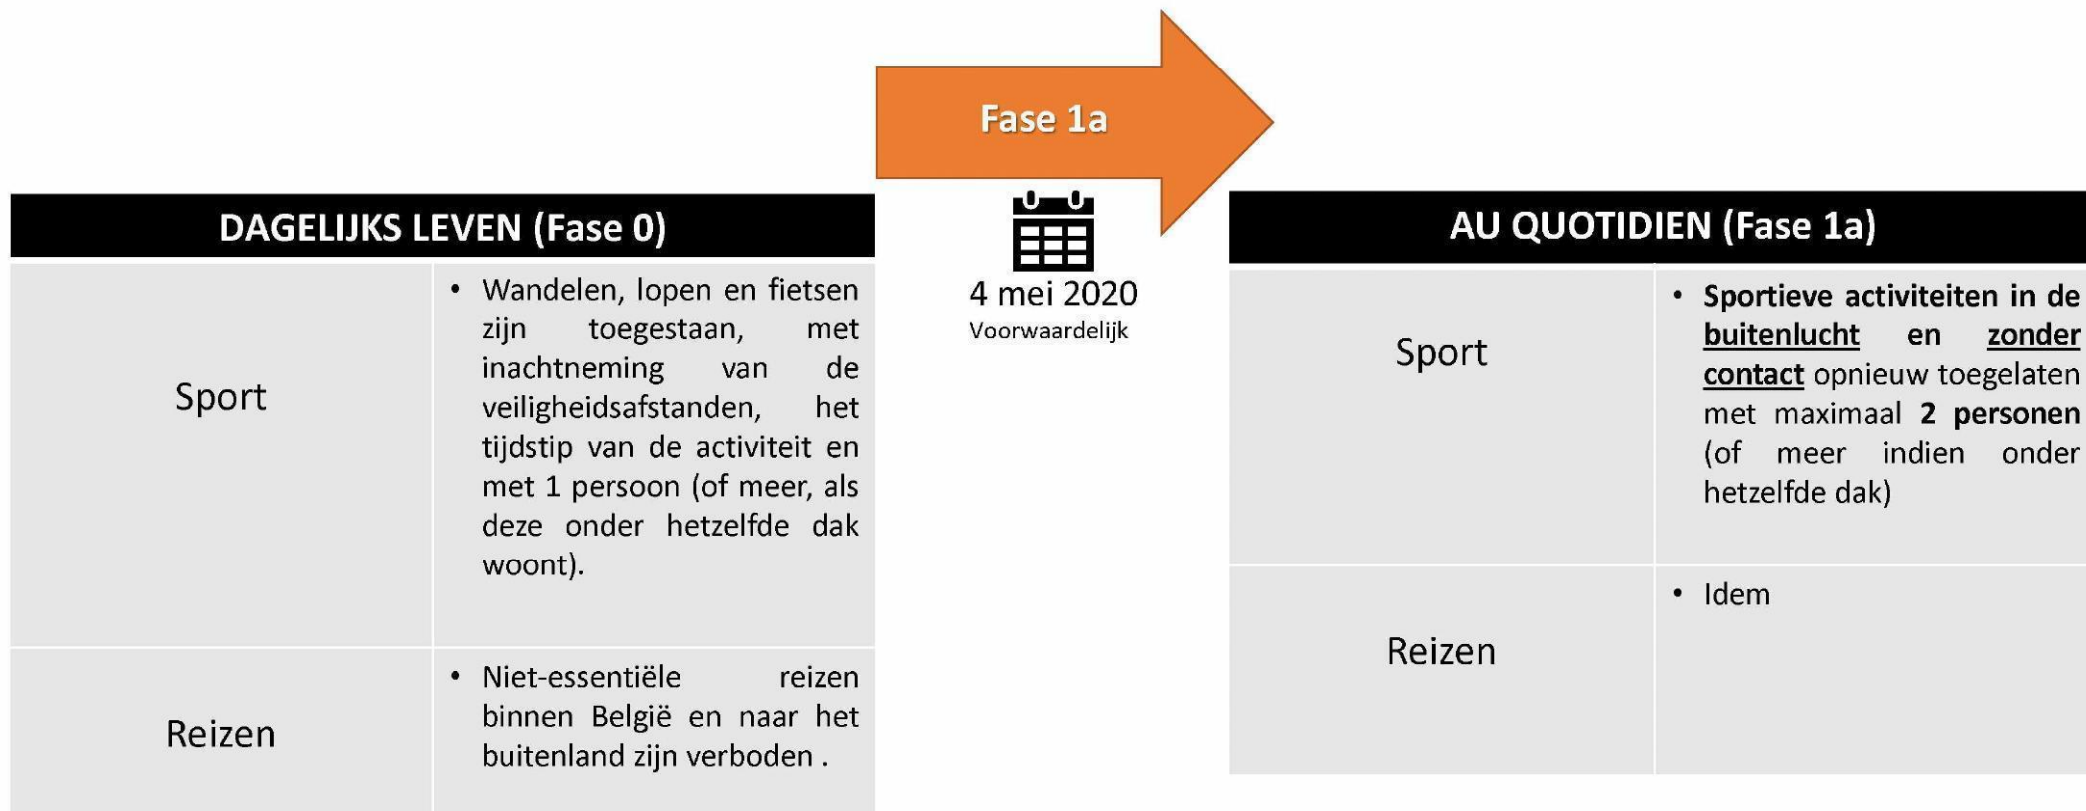 Fase 1a
DAGELIJKS LEVEN (Fase 0)
Sport
• Wandelen, lopen en fietsen
zijn toegestaan, met
inachtneming van de
veiligheidsafstanden, het
tijdstip van de activiteit en
met 1 persoon (of meer, als
deze onder hetzelfde dak
woont).
Reizen
• Niet-essentiële reizen
binnen België en naar het
buitenland zijn verboden .
4 mei 2020
Voorwaardelijk
AU QUOTIDIEN (Fase 1a)
Sport
• Sportieve activiteiten in de
buitenlucht en zonder
contact opnieuw toegelaten
met maximaal 2 personen
(of meer indien onder
hetzelfde dak)
Reizen
• Idem